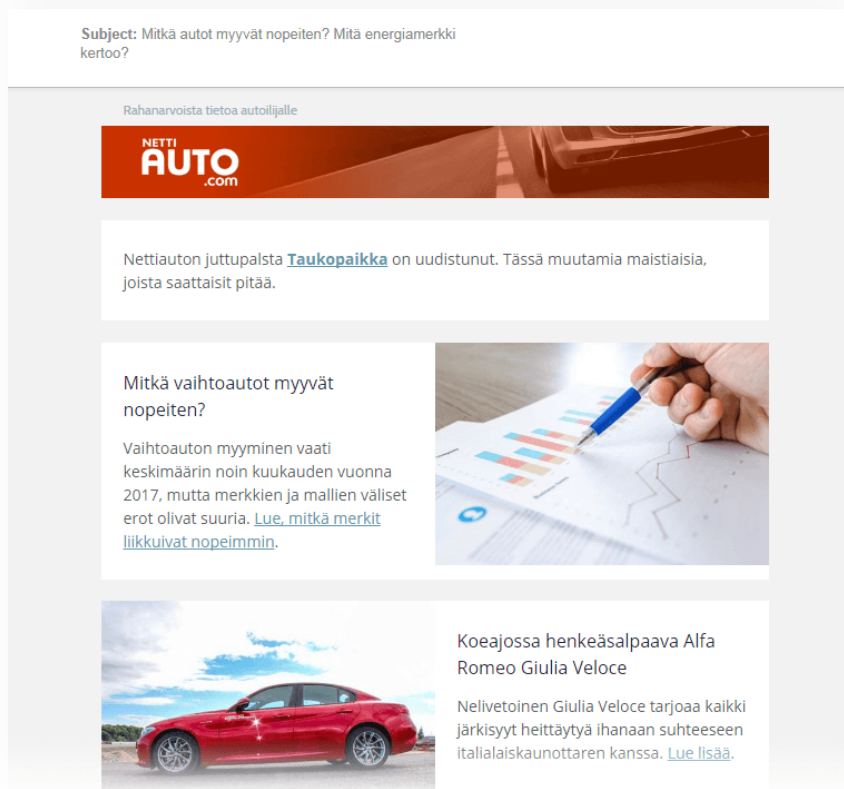 Subject: Mitkä autot myyvät nopeiten? Mitä energiamerkki
kertoo?
Rahanarvoista tietoa autoilijalle
NETTI
AUTO
.com
Nettiauton juttupalsta Taukopaikka on uudistunut. Tässä muutamia maistiaisia,
joista saattaisit pitää.
Mitkä vaihtoautot myyvät
nopeiten?
Vaihtoauton myyminen vaati
keskimäärin noin kuukauden vuonna
2017, mutta merkkien ja mallien väliset
erot olivat suuria. Lue, mitkä merkit
liikkuivat nopeimmin.
Koeajossa henkeäsalpaava Alfa
Romeo Giulia Veloce
Nelivetoinen Giulia Veloce tarjoaa kaikki
järkisyyt heittäytyä ihanaan suhteeseen
italialaiskaunottaren kanssa. Lue lisää.